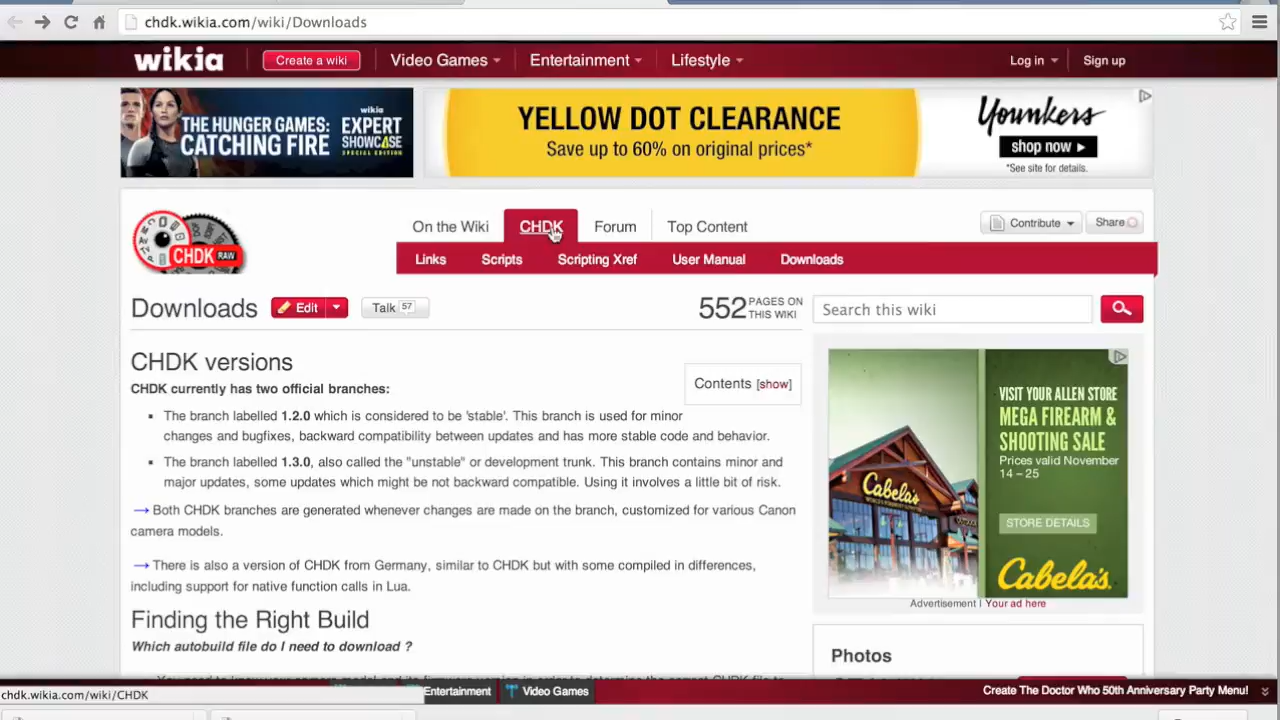 chdk.wikia.com/wiki/Downloads
wikia
Create a wiki
Video Games
Entertainment
Lifestyle
Log in
Sign up
THE HUNGER GAMES:
CATCHING FIRE
wikia
EXPERT
SHOWCASE
SPECIAL EDITION
YELLOW DOT CLEARANCE
Save up to 60% on original prices*
Younkers
shop now
*See site for details.
CHDK RAW
On the Wiki
CHDK
Forum
Top Content
Contribute
Share
Links
Scripts
Scripting Xref
User Manual
Downloads
Downloads
Edit
Talk 57
552 PAGES ON
THIS WIKI
Search this wiki
CHDK versions
Contents [show]
CHDK currently has two official branches:
The branch labelled 1.2.0 which is considered to be 'stable'. This branch is used for minor
changes and bugfixes, backward compatibility between updates and has more stable code and behavior.
The branch labelled 1.3.0, also called the "unstable" or development trunk. This branch contains minor and
major updates, some updates which might be not backward compatible. Using it involves a little bit of risk.
→ Both CHDK branches are generated whenever changes are made on the branch, customized for various Canon
camera models.
→ There is also a version of CHDK from Germany, similar to CHDK but with some compiled in differences,
including support for native function calls in Lua.
Finding the Right Build
Which autobuild file do I need to download ?
VISIT YOUR ALLEN STORE
MEGA FIREARM &
SHOOTING SALE
Prices valid November
14 – 25
STORE DETAILS
Cabela's
Cabela's
Advertisement | Your ad here
Photos
chdk.wikia.com/wiki/CHDK
Entertainment
Video Games
Create The Doctor Who 50th Anniversary Party Menu!